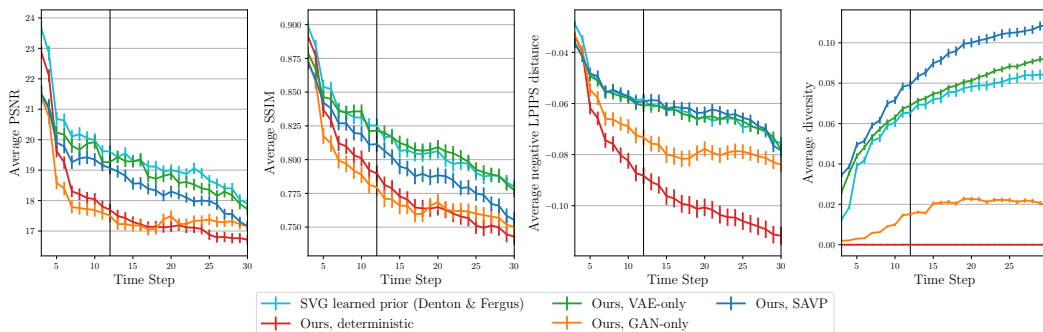 Average PSNR
24
23
22
21
20
19
18
17
5 10 15 20 25 30
Time Step
Average SSIM
0.900
0.875
0.850
0.825
0.800
0.775
0.750
5 10 15 20 25 30
Time Step
Average negative LPIPS distance
−0.04
−0.06
−0.08
−0.10
5 10 15 20 25 30
Time Step
Average diversity
0.10
0.08
0.06
0.04
0.02
0.00
5 10 15 20 25
Time Step
SVG learned prior (Denton & Fergus)
Ours, deterministic
Ours, VAE-only
Ours, GAN-only
Ours, SAVP